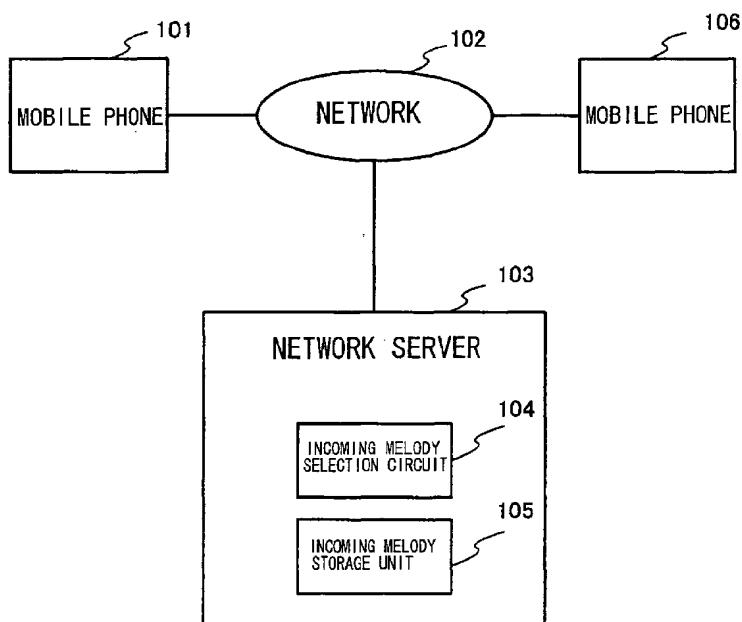 101
102
106
MOBILE PHONE
NETWORK
MOBILE PHONE
103
NETWORK SERVER
104
INCOMING MELODY
SELECTION CIRCUIT
105
INCOMING MELODY
STORAGE UNIT